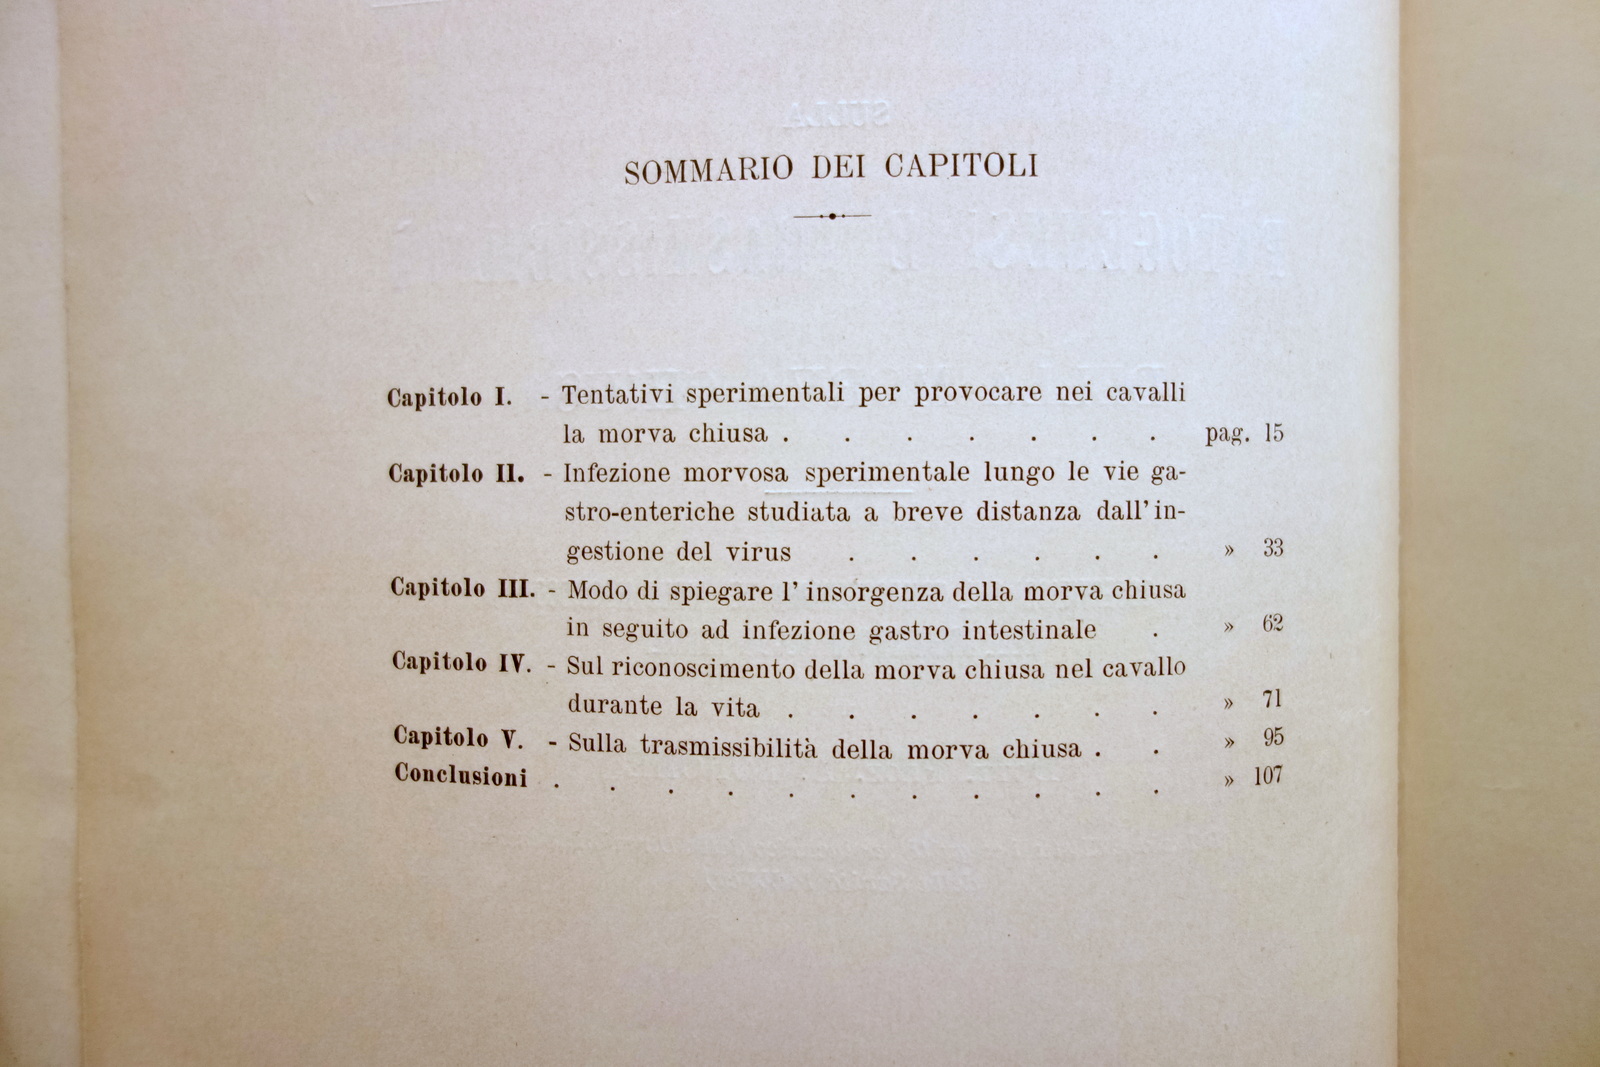 SOMMARIO DEI CAPITOLI
Capitolo I. - Tentativi sperimentali per provocare nei cavalli
la morva chiusa . . . . . . . pag. 15
Capitolo II. - Infezione morvosa sperimentale lungo le vie ga-
stro-enteriche studiata a breve distanza dall' in-
gestione del virus . . . . . . » 33
Capitolo III. - Modo di spiegare l' insorgenza della morva chiusa
in seguito ad infezione gastro intestinale . » 62
Capitolo IV. - Sul riconoscimento della morva chiusa nel cavallo
durante la vita . . . . . . . » 71
Capitolo V. - Sulla trasmissibilità della morva chiusa . . » 95
Conclusioni . . . . . . . . . . . » 107